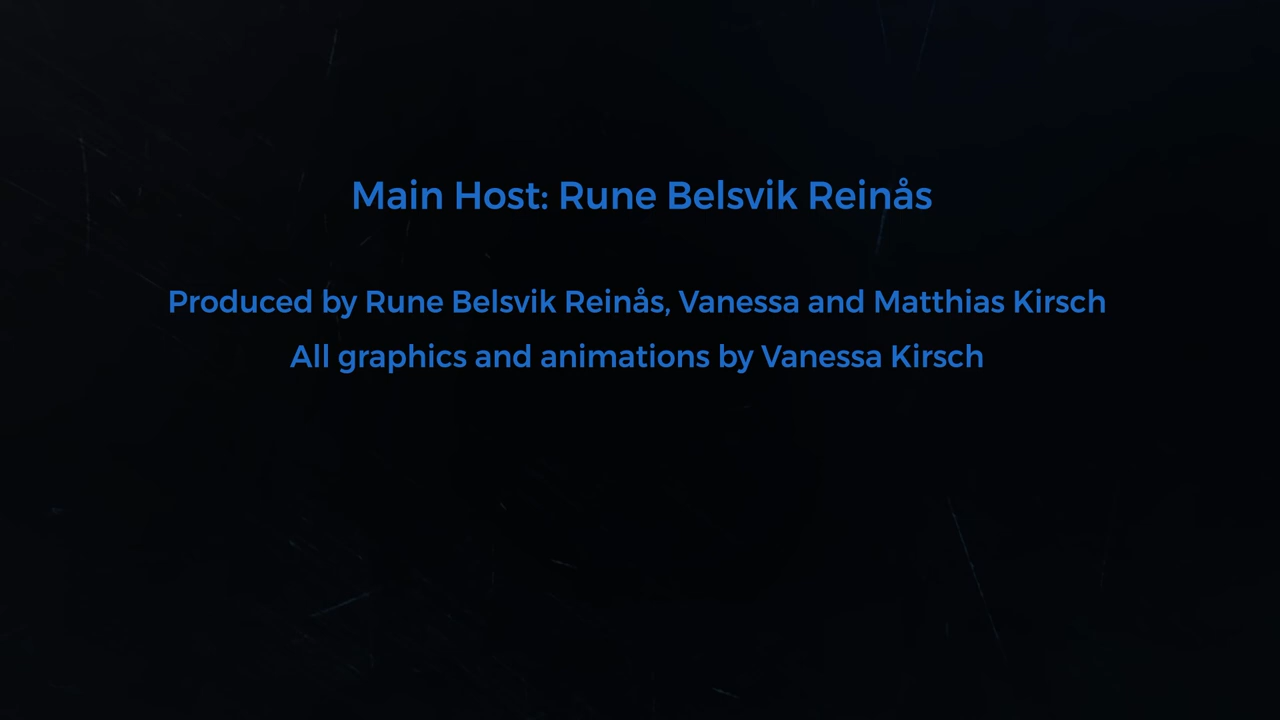 Main Host: Rune Belsvik Reinås
Produced by Rune Belsvik Reinås, Vanessa and Matthias Kirsch
All graphics and animations by Vanessa Kirsch